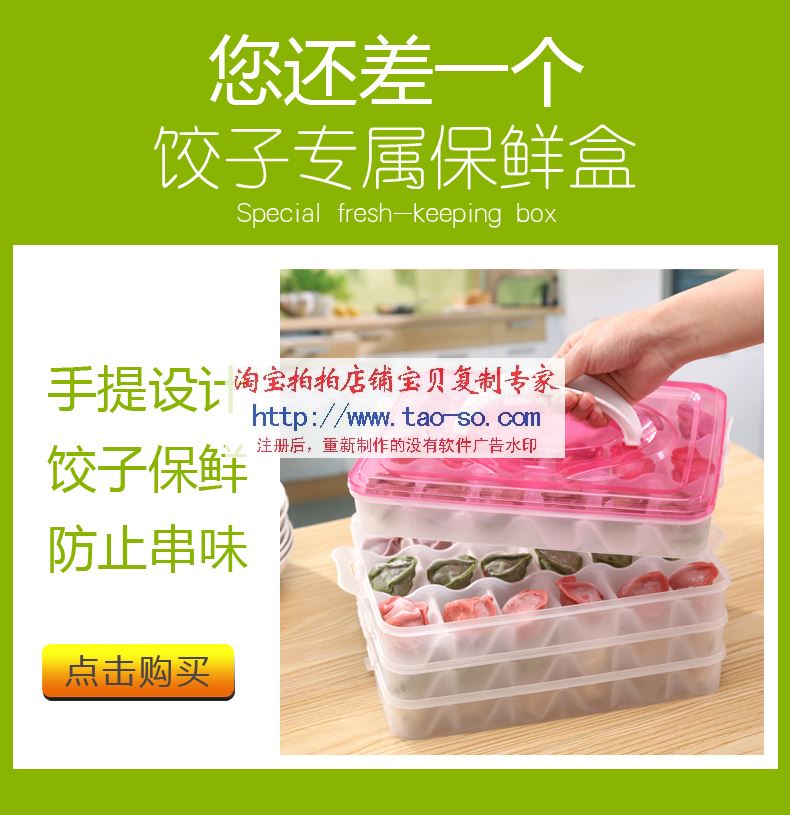 您还差一个
饺子专属保鲜盒
Special fresh-keeping box
手提设计
饺子保鲜
防止串味
淘宝拍拍店铺宝贝复制专家
http://www.tao-so.com
注册后，重新制作的没有软件广告水印
点击购买